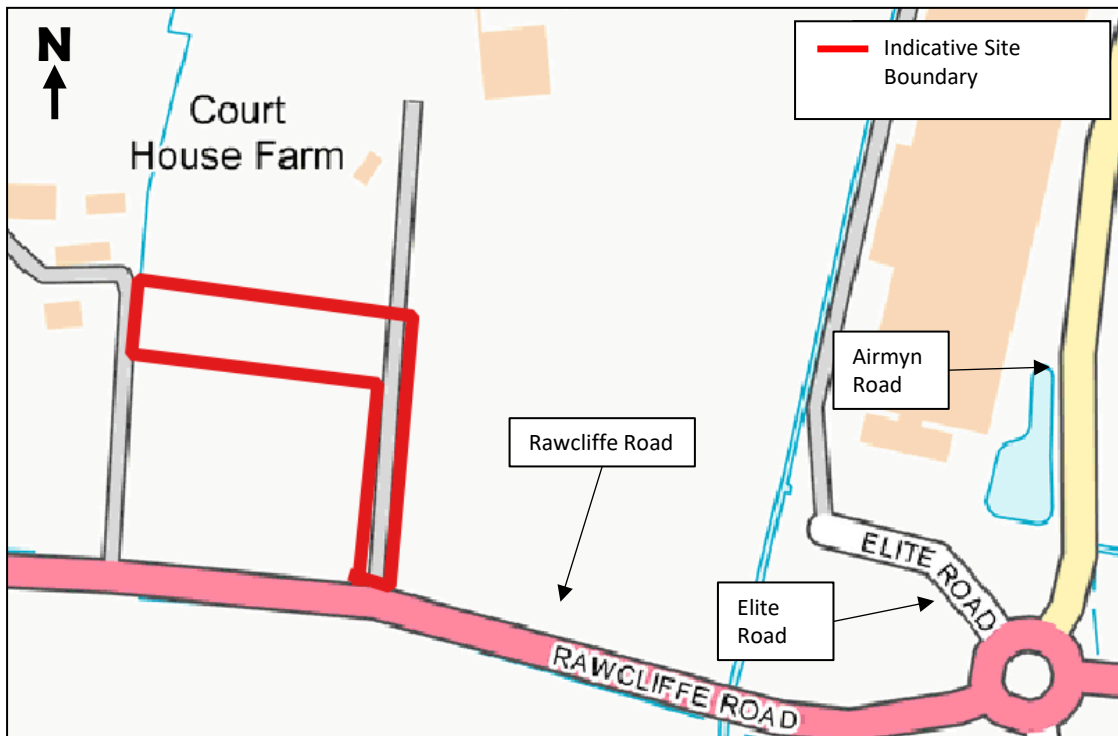 N
Indicative Site
Boundary
Court
House Farm
Airmyn
Road
Rawcliffe Road
ELITE ROAD
Elite
Road
RAWCLIFFE ROAD